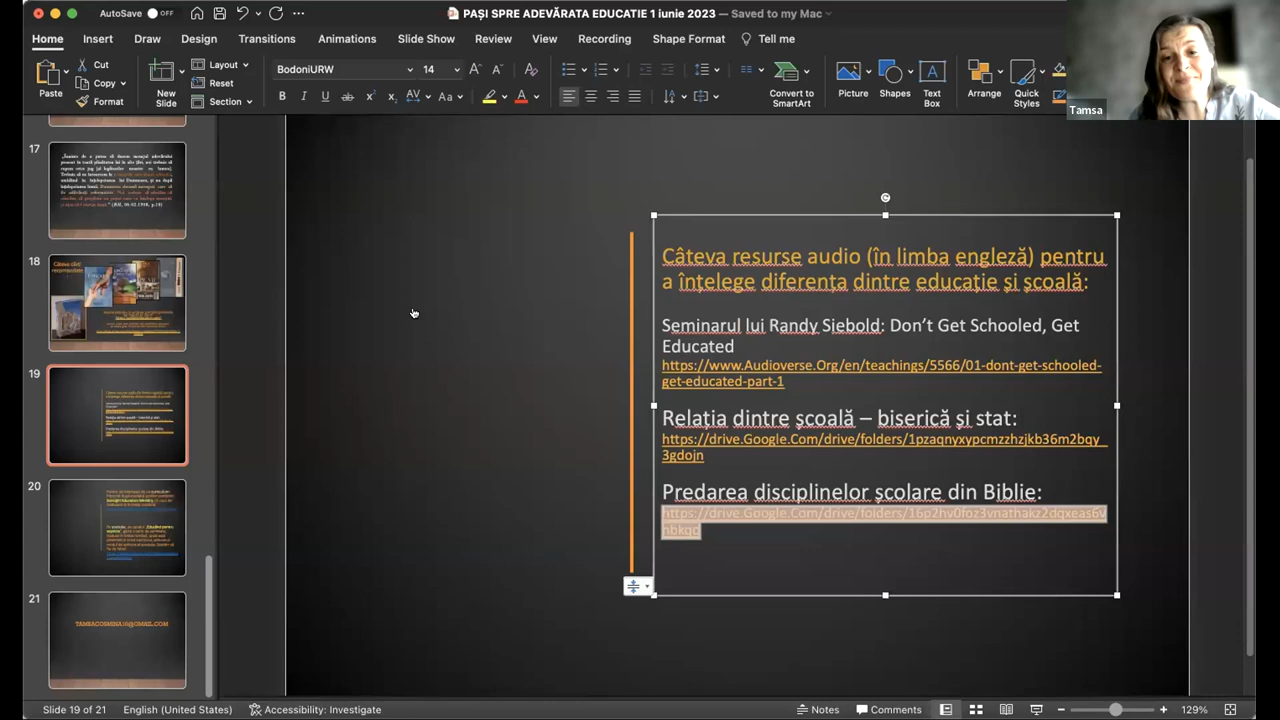 AutoSave OFF
PAȘI SPRE ADEVĂRATA EDUCATIE 1 iunie 2023 — Saved to my Mac
Home Insert Draw Design Transitions Animations Slide Show Review View Recording Shape Format Tell me
Paste
Cut
Copy
Format
New Slide
Layout
Reset
Section
BodoniURW
14
Convert to SmartArt
Picture
Shapes
Text Box
Arrange
Quick Styles
Tamsa
17
18
19
20
21
TAMSACOSMINA10@GMAIL.COM
Câteva resurse audio (în limba engleză) pentru
a înțelege diferența dintre educație și școală:
Seminarul lui Randy Siebold: Don’t Get Schooled, Get
Educated
https://www.Audioverse.Org/en/teachings/5566/01-dont-get-schooled-
get-educated-part-1
Relația dintre școală – biserică și stat:
https://drive.Google.Com/drive/folders/1pzaqnyxypcmzzhzjkb36m2bqy_
3gdojn
Predarea disciplinelor școlare din Biblie:
Slide 19 of 21
English (United States)
Accessibility: Investigate
Notes
Comments
129%